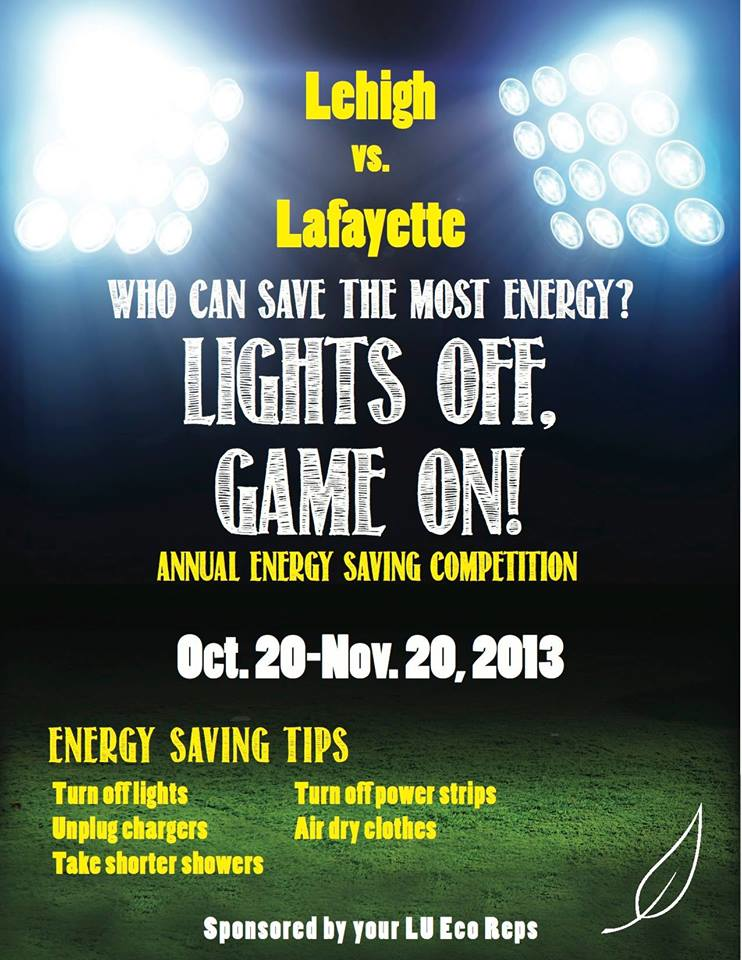 Lehigh
vs.
Lafayette
WHO CAN SAVE THE MOST ENERGY?
LIGHTS OFF,
GAME ON!
ANNUAL ENERGY SAVING COMPETITION
Oct. 20-Nov. 20, 2013
ENERGY SAVING TIPS
Turn off lights
Unplug chargers
Take shorter showers
Turn off power strips
Air dry clothes
Sponsored by your LU Eco Reps